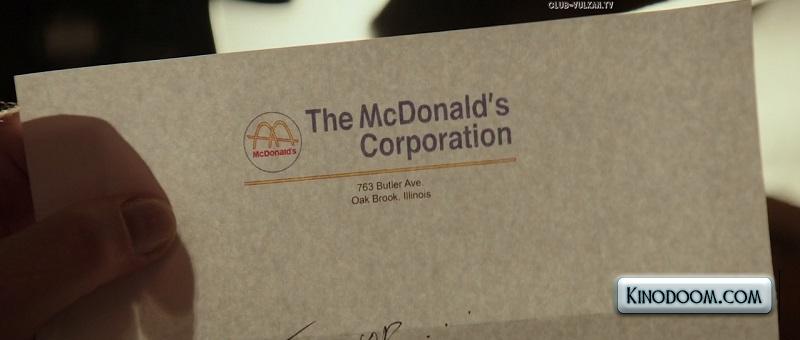 CLUB-VULKAN.TV
The McDonald's
Corporation
McDonald's
763 Butler Ave.
Oak Brook, Illinois
KINODOOM.COM